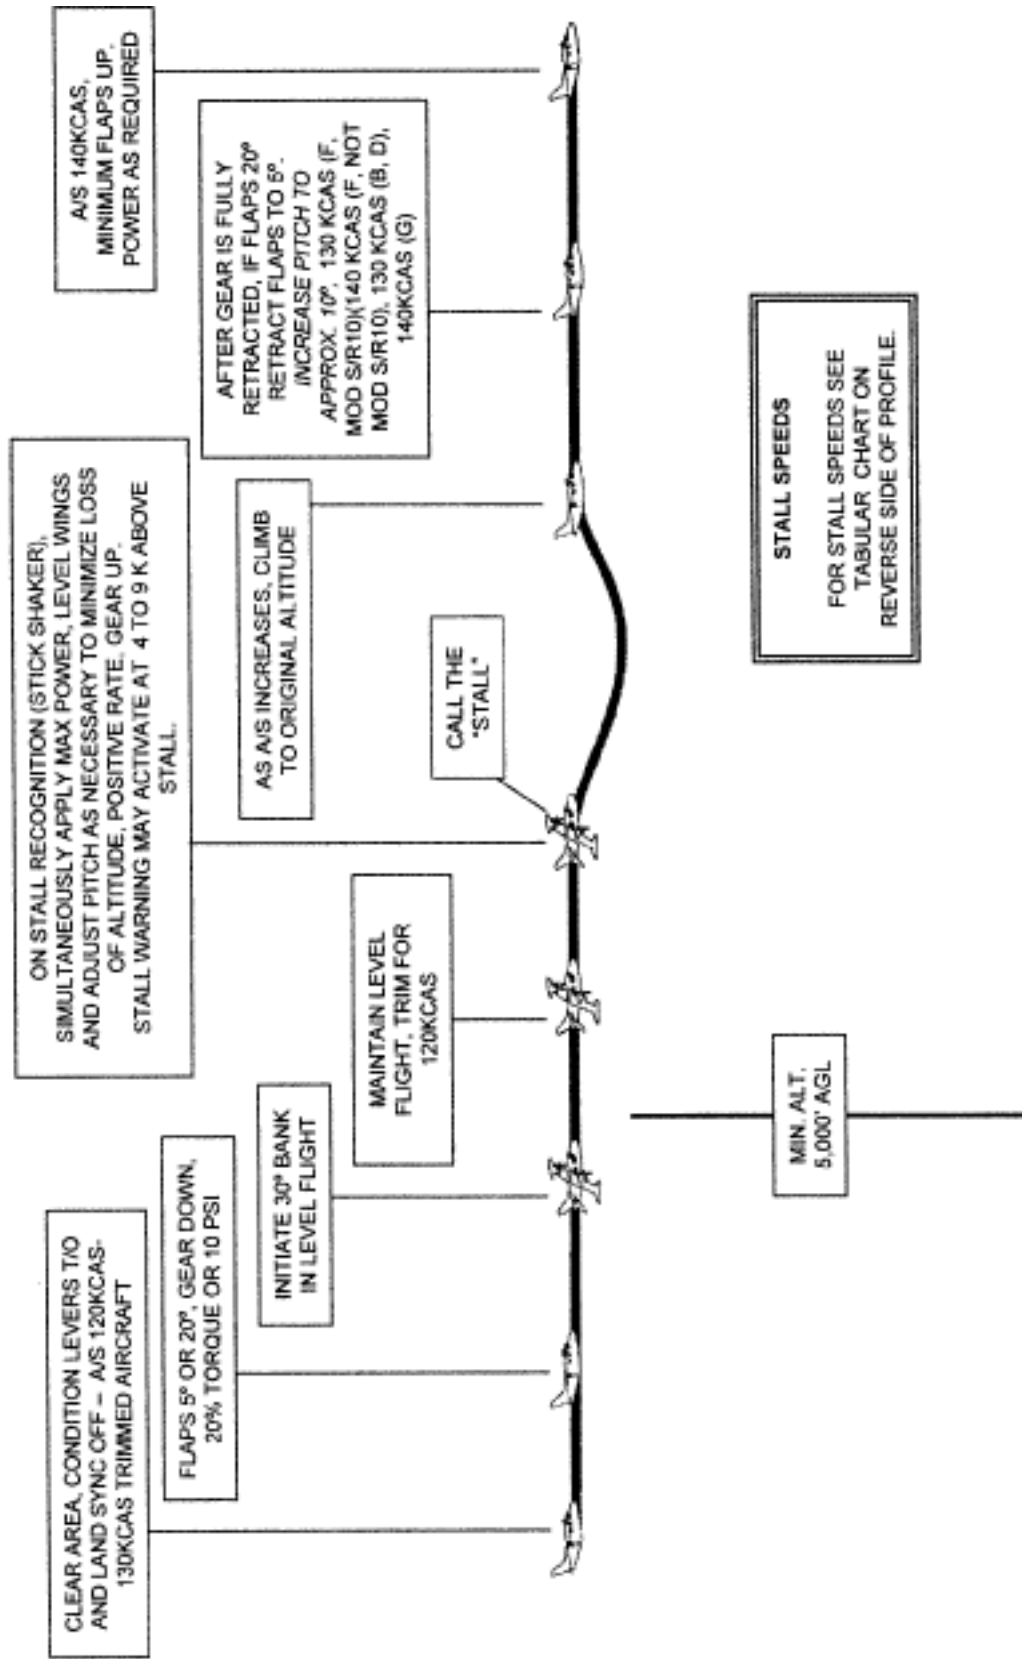 CLEAR AREA, CONDITION LEVERS T/O
AND LAND SYNC OFF – A/S 120KCAS-
130KCAS TRIMMED AIRCRAFT
FLAPS 5º OR 20º, GEAR DOWN,
20% TORQUE OR 10 PSI
INITIATE 30º BANK
IN LEVEL FLIGHT
MAINTAIN LEVEL
FLIGHT, TRIM FOR
120KCAS
ON STALL RECOGNITION (STICK SHAKER),
SIMULTANEOUSLY APPLY MAX POWER, LEVEL WINGS
AND ADJUST PITCH AS NECESSARY TO MINIMIZE LOSS
OF ALTITUDE, POSITIVE RATE, GEAR UP.
STALL WARNING MAY ACTIVATE AT 4 TO 9 K ABOVE
STALL.
CALL THE
"STALL"
AS A/S INCREASES, CLIMB
TO ORIGINAL ALTITUDE
AFTER GEAR IS FULLY
RETRACTED, IF FLAPS 20º
RETRACT FLAPS TO 5º.
INCREASE PITCH TO
APPROX. 10º, 130 KCAS (F,
MOD S/R10)(140 KCAS (F, NOT
MOD S/R10), 130 KCAS (B, D),
140KCAS (G)
A/S 140KCAS,
MINIMUM FLAPS UP,
POWER AS REQUIRED
MIN. ALT.
5,000' AGL
STALL SPEEDS
FOR STALL SPEEDS SEE
TABULAR CHART ON
REVERSE SIDE OF PROFILE.